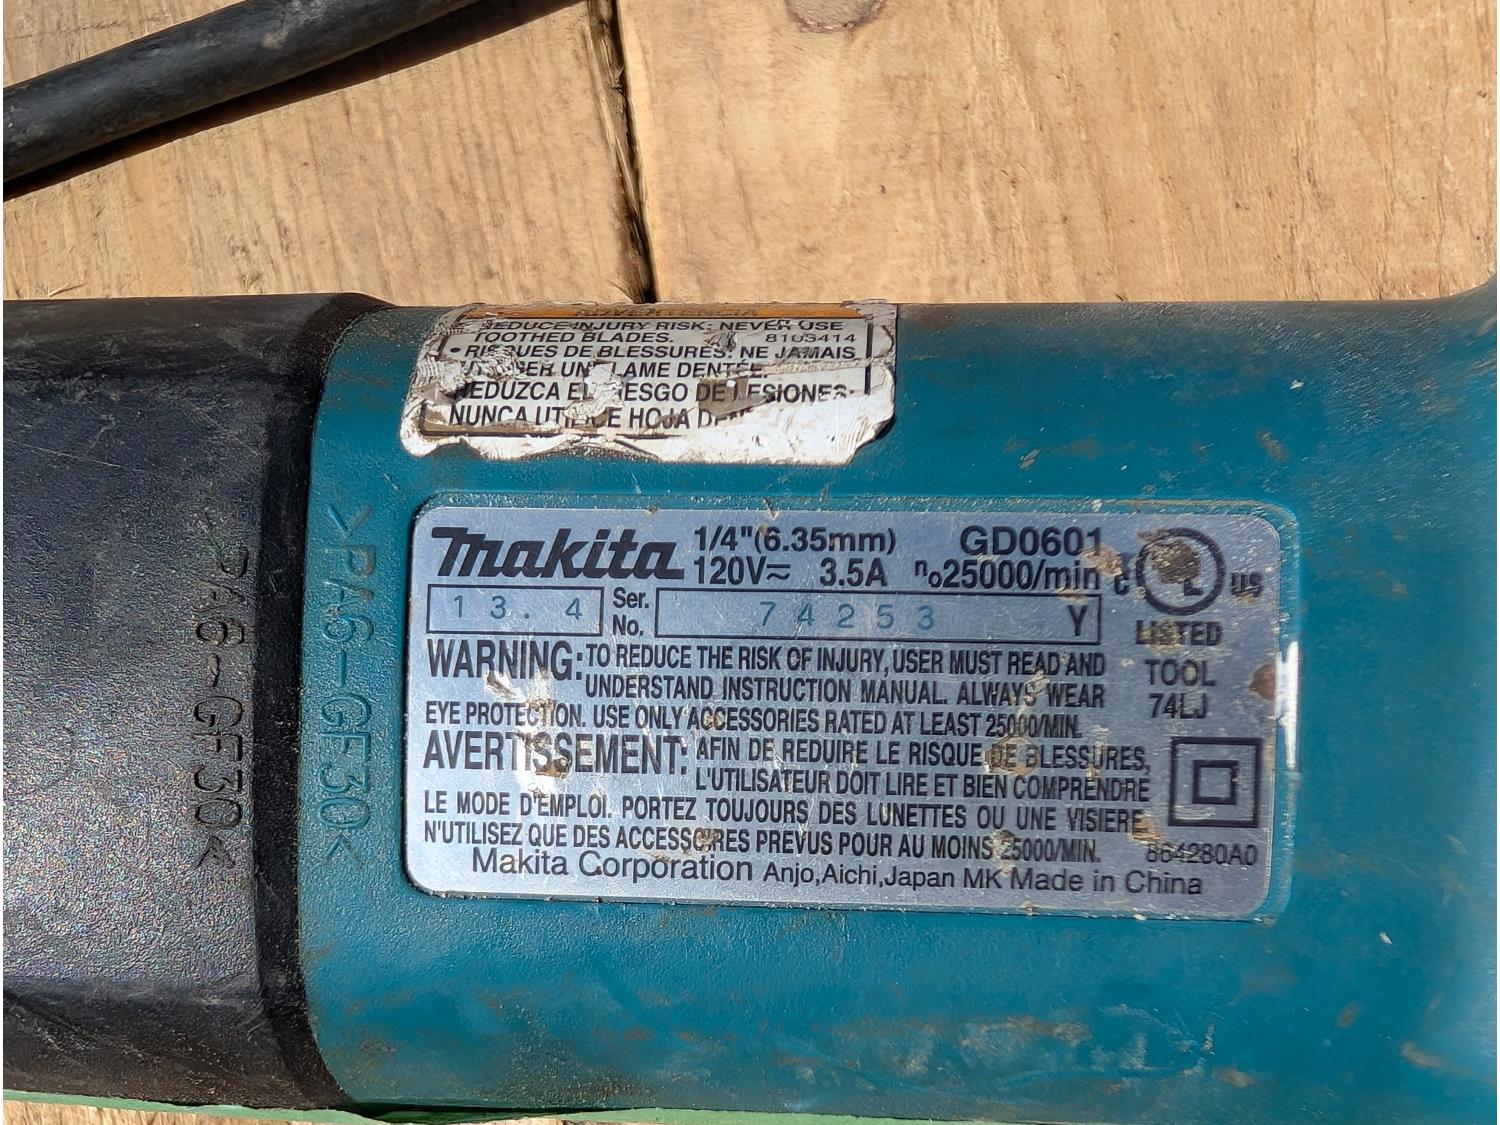 ADVERTENCIA
REDUCE INJURY RISK: NEVER USE
TOOTHED BLADES. 8103414
• RISQUES DE BLESSURES: NE JAMAIS
UTILISER UNE LAME DENTÉE.
REDUZCA EL RIESGO DE LESIONES:
NUNCA UTILICE HOJA
makita 1/4"(6.35mm) GD0601
120V≂ 3.5A n₀25000/min
13.4 Ser. No. 74253 Y
C UL US
LISTED
TOOL
74LJ
WARNING: TO REDUCE THE RISK OF INJURY, USER MUST READ AND
UNDERSTAND INSTRUCTION MANUAL. ALWAYS WEAR
EYE PROTECTION. USE ONLY ACCESSORIES RATED AT LEAST 25000/MIN.
AVERTISSEMENT: AFIN DE REDUIRE LE RISQUE DE BLESSURES,
L'UTILISATEUR DOIT LIRE ET BIEN COMPRENDRE
LE MODE D'EMPLOI. PORTEZ TOUJOURS DES LUNETTES OU UNE VISIERE
N'UTILISEZ QUE DES ACCESSOIRES PREVUS POUR AU MOINS 25000/MIN. 864280A0
Makita Corporation Anjo,Aichi,Japan MK Made in China
>PA6-GF30<
>PA6-GF30<